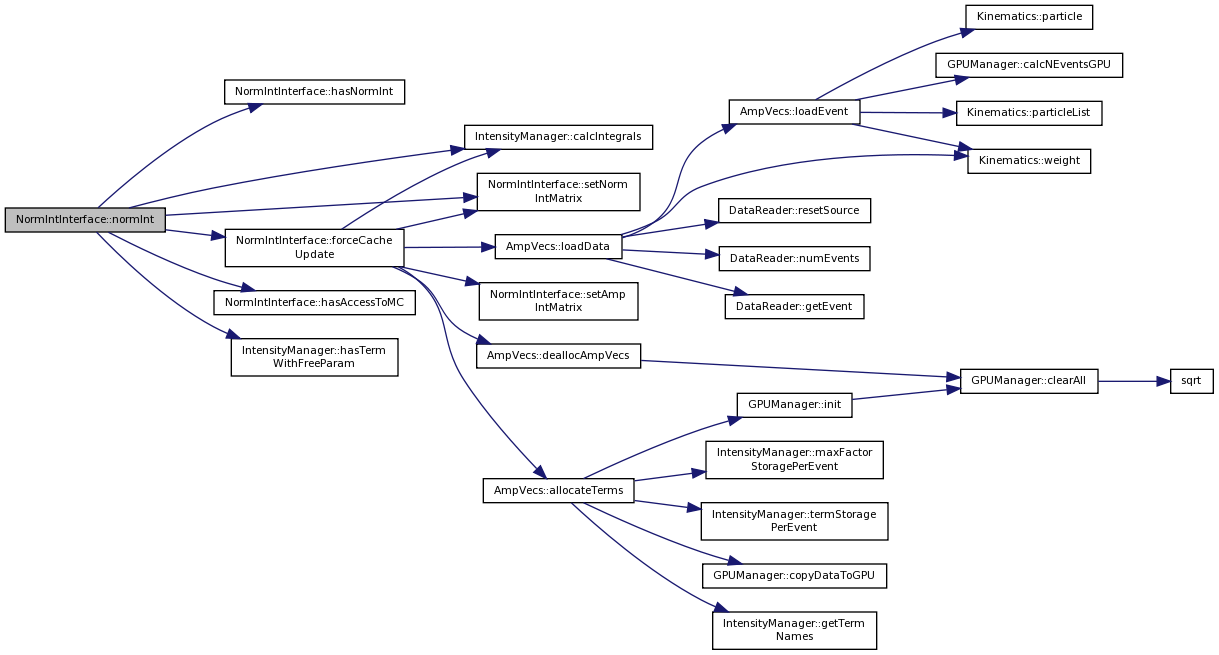 NormIntInterface::normInt
NormIntInterface::hasNormInt
IntensityManager::calcIntegrals
NormIntInterface::setNorm
IntMatrix
NormIntInterface::forceCache
Update
NormIntInterface::hasAccessToMC
IntensityManager::hasTerm
WithFreeParam
AmpVecs::loadData
NormIntInterface::setAmp
IntMatrix
AmpVecs::deallocAmpVecs
AmpVecs::allocateTerms
AmpVecs::loadEvent
DataReader::resetSource
DataReader::numEvents
DataReader::getEvent
GPUManager::init
IntensityManager::maxFactor
StoragePerEvent
IntensityManager::termStorage
PerEvent
GPUManager::copyDataToGPU
IntensityManager::getTerm
Names
Kinematics::particle
GPUManager::calcNEventsGPU
Kinematics::particleList
Kinematics::weight
GPUManager::clearAll
sqrt